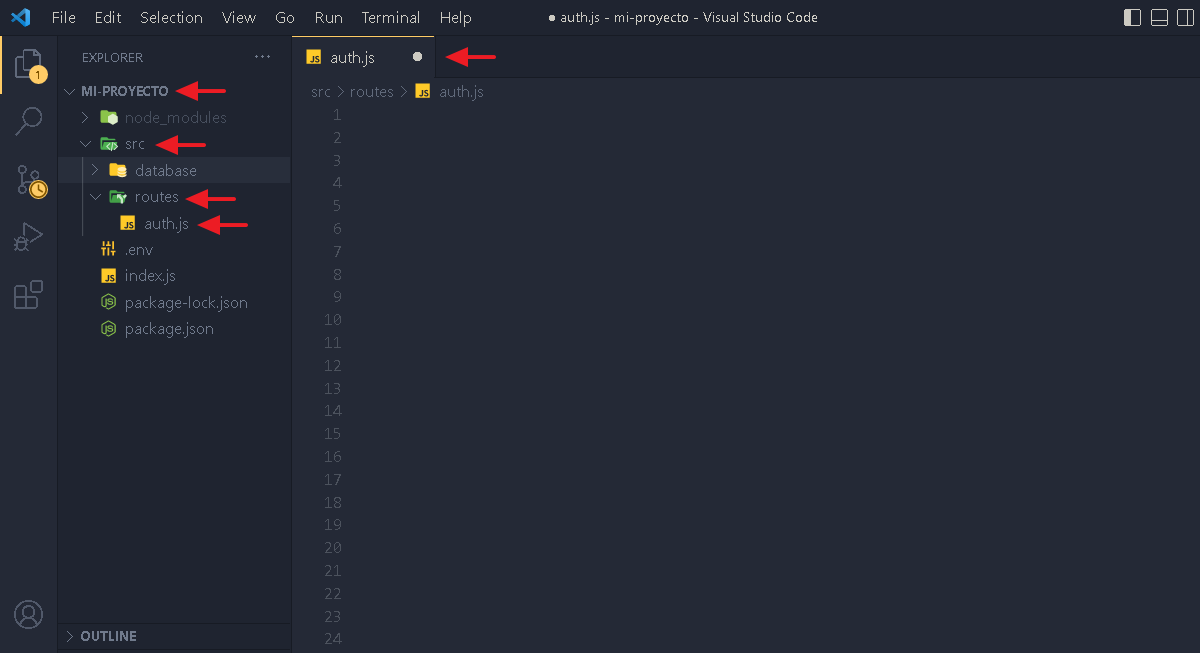 File Edit Selection View Go Run Terminal Help ● auth.js - mi-proyecto - Visual Studio Code
EXPLORER ···
MI-PROYECTO
node_modules
src
database
routes
auth.js
.env
index.js
package-lock.json
package.json
OUTLINE
1
JS auth.js
src > routes > JS auth.js
1
2
3
4
5
6
7
8
9
10
11
12
13
14
15
16
17
18
19
20
21
22
23
24